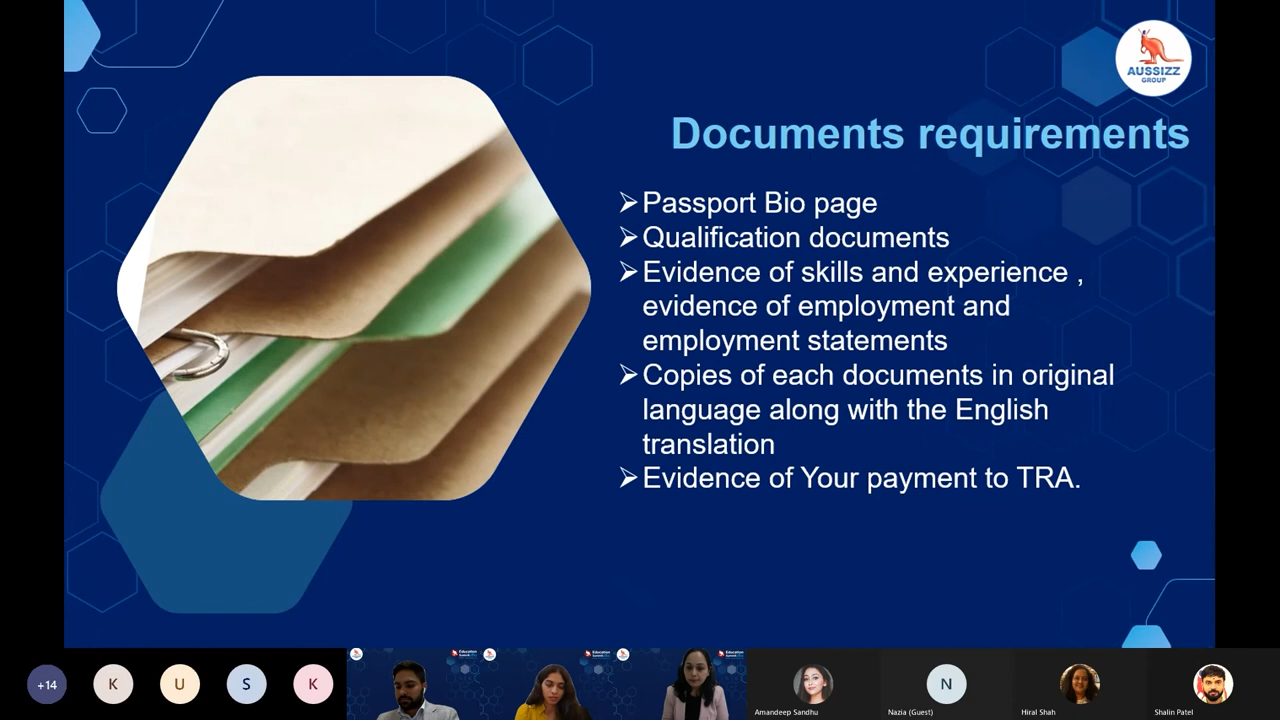 AUSSIZZ
GROUP
Documents requirements
➢Passport Bio page
➢Qualification documents
➢Evidence of skills and experience ,
evidence of employment and
employment statements
➢Copies of each documents in original
language along with the English
translation
➢Evidence of Your payment to TRA.
+14
K
U
S
K
N
Amandeep Sandhu
Nazia (Guest)
Hiral Shah
Shalin Patel